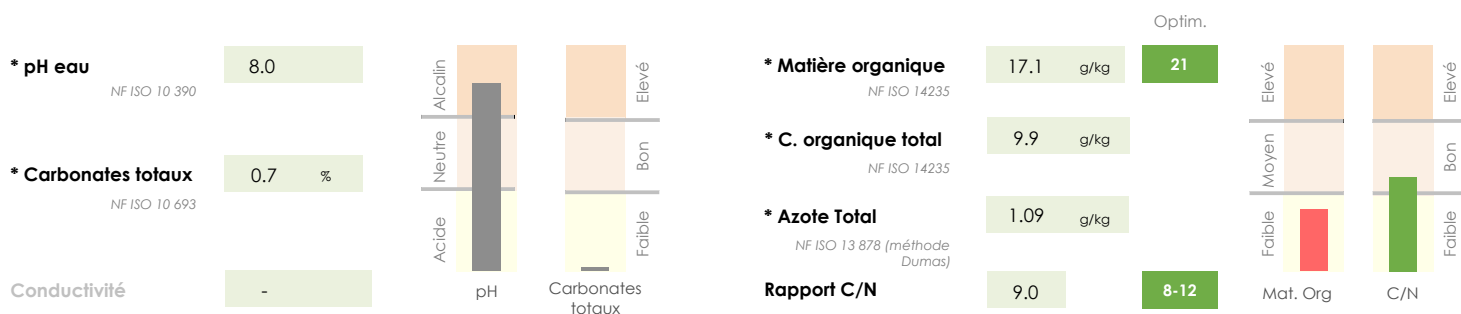 * pH eau 8.0
NF ISO 10 390
* Carbonates totaux 0.7 %
NF ISO 10 693
Conductivité -
Alcalin
Neutre
Acide
Elevé
Bon
Faible
pH
Carbonates
totaux
Optim.
* Matière organique 17.1 g/kg 21
NF ISO 14235
* C. organique total 9.9 g/kg
NF ISO 14235
* Azote Total 1.09 g/kg
NF ISO 13 878 (méthode
Dumas)
Rapport C/N 9.0 8-12
Elevé
Moyen
Faible
Elevé
Bon
Faible
Mat. Org
C/N